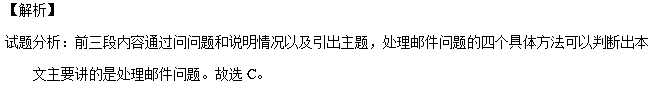 【解析】
试题分析：前三段内容通过问问题和说明情况以及引出主题，处理邮件问题的四个具体方法可以判断出本
文主要讲的是处理邮件问题。故选 C。